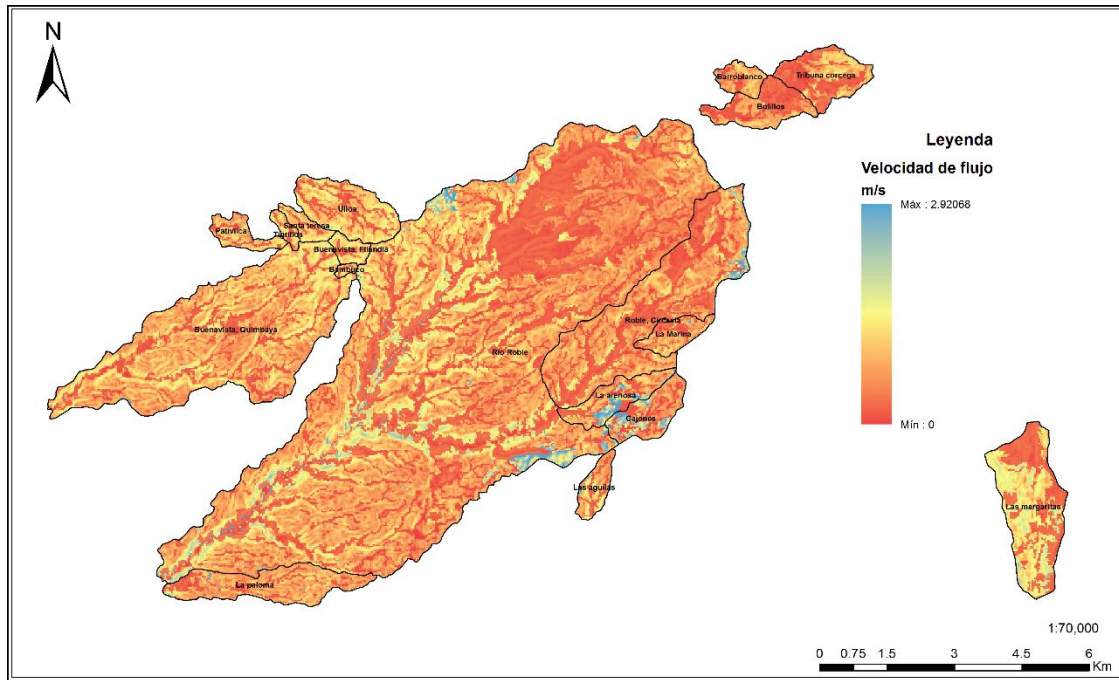 N
Barroblanco
Tribuna corcega
Bolillos
Leyenda
Velocidad de flujo
m/s
Máx : 2.92068
Mín : 0
Ulloa
Santa teresa
Pativilca
Tigrillos
Buenavista, Filandia
Bambuco
Buenavista, Quimbaya
Roble, Circasia
La Marina
Río Roble
La arenosa
Cajones
Las aguilas
Las margaritas
La paloma
1:70,000
0 0.75 1.5 3 4.5 6
Km